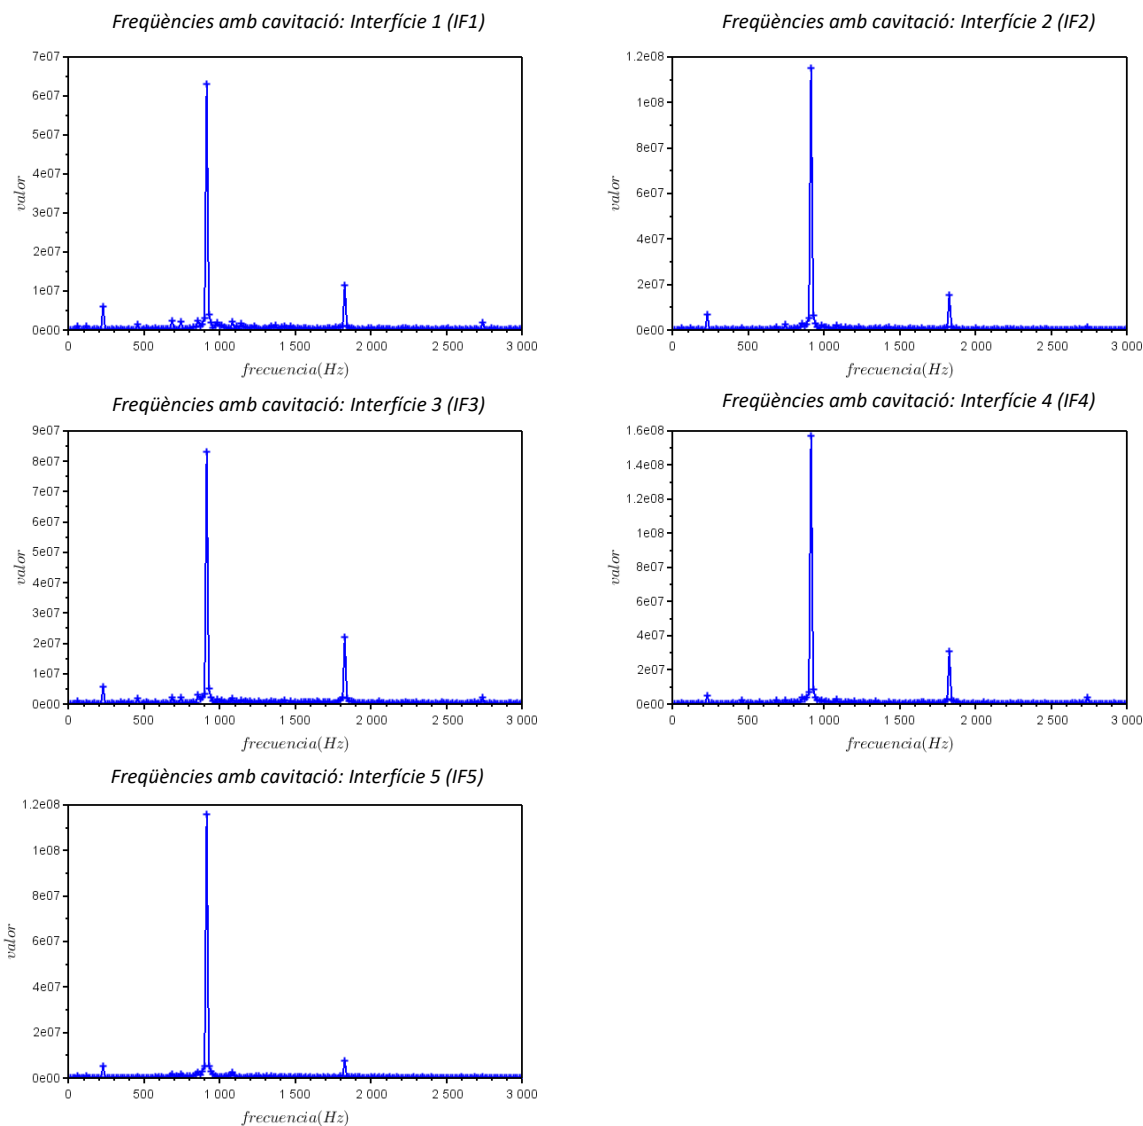 Freqüències amb cavitació: Interfície 1 (IF1)
7e07
6e07
5e07
4e07
3e07
2e07
1e07
0e00
valor
0 500 1 000 1 500 2 000 2 500 3 000
frecuencia(Hz)
Freqüències amb cavitació: Interfície 2 (IF2)
1.2e08
1e08
8e07
6e07
4e07
2e07
0e00
valor
0 500 1 000 1 500 2 000 2 500 3 000
frecuencia(Hz)
Freqüències amb cavitació: Interfície 3 (IF3)
9e07
8e07
7e07
6e07
5e07
4e07
3e07
2e07
1e07
0e00
valor
0 500 1 000 1 500 2 000 2 500 3 000
frecuencia(Hz)
Freqüències amb cavitació: Interfície 4 (IF4)
1.6e08
1.4e08
1.2e08
1e08
8e07
6e07
4e07
2e07
0e00
valor
0 500 1 000 1 500 2 000 2 500 3 000
frecuencia(Hz)
Freqüències amb cavitació: Interfície 5 (IF5)
1.2e08
1e08
8e07
6e07
4e07
2e07
0e00
valor
0 500 1 000 1 500 2 000 2 500 3 000
frecuencia(Hz)